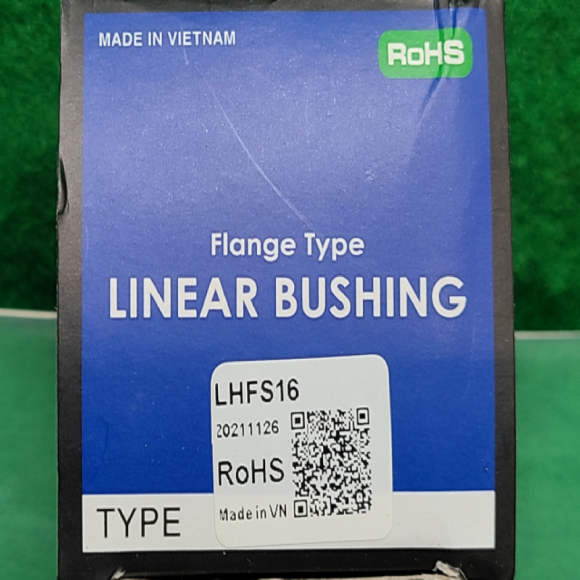 MADE IN VIETNAM
RoHS
Flange Type
LINEAR BUSHING
LHFS16
20211126
RoHS
Made in VN
TYPE